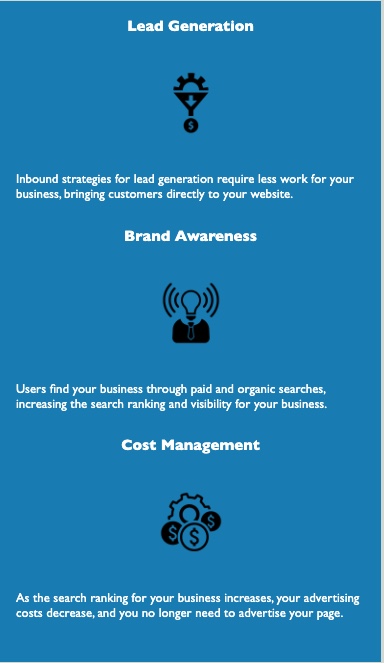 Lead Generation
$
Inbound strategies for lead generation require less work for your
business, bringing customers directly to your website.
Brand Awareness
Users find your business through paid and organic searches,
increasing the search ranking and visibility for your business.
Cost Management
$ $ $
As the search ranking for your business increases, your advertising
costs decrease, and you no longer need to advertise your page.